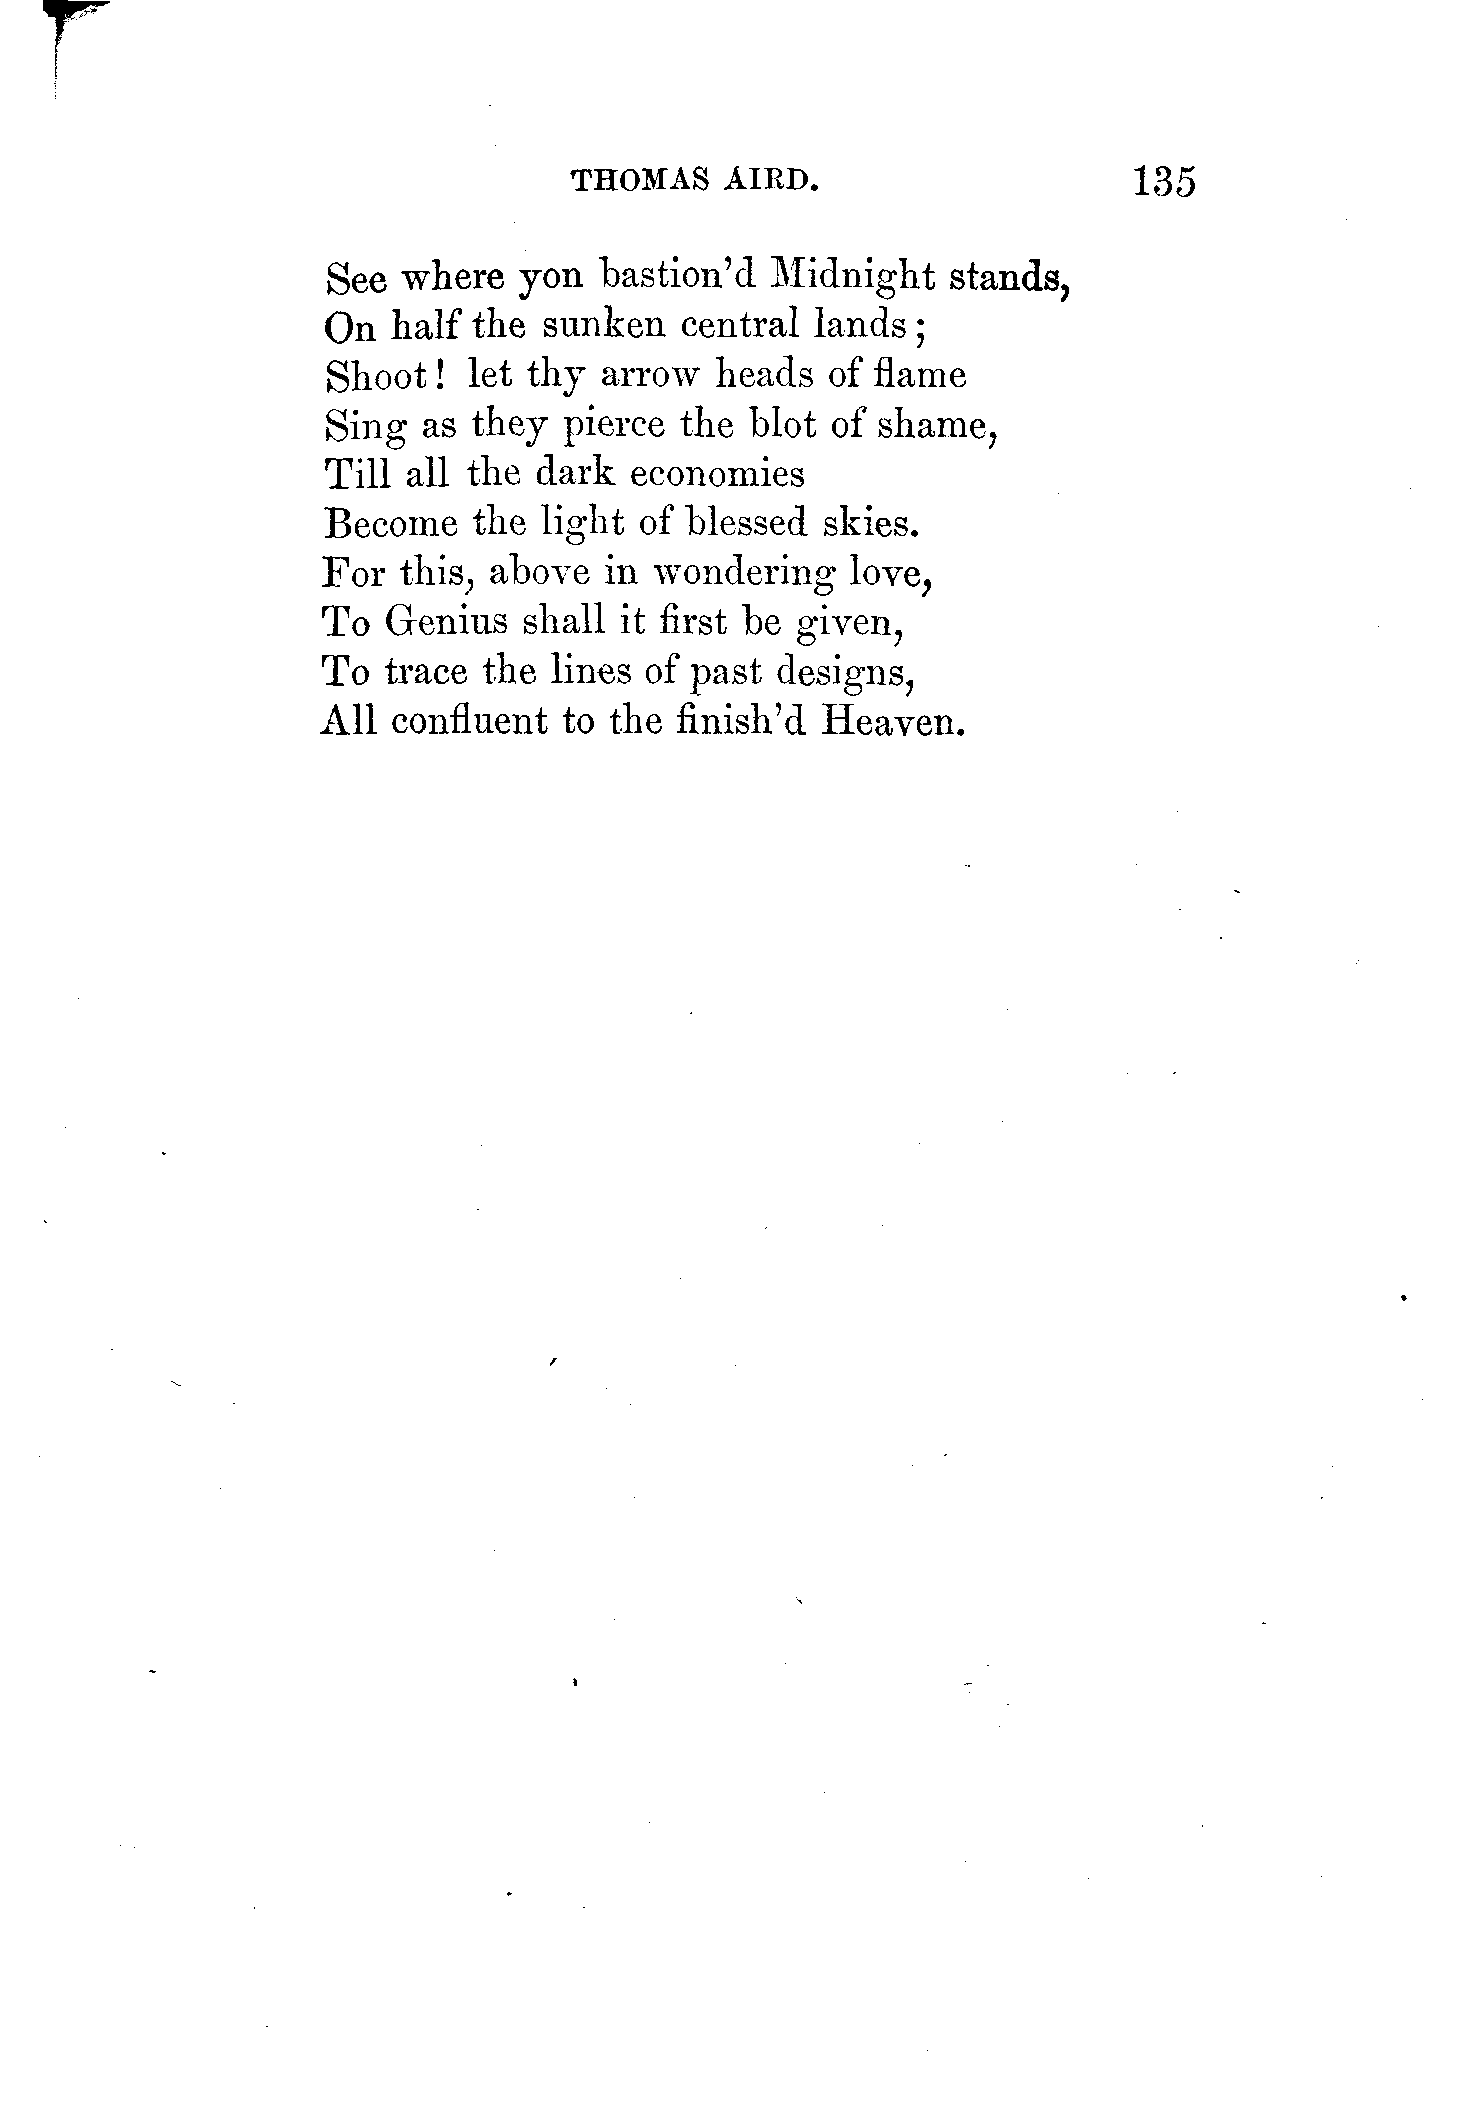 THOMAS AIRD. 135
See where yon bastion'd Midnight stands,
On half the sunken central lands;
Shoot! let thy arrow heads of flame
Sing as they pierce the blot of shame,
Till all the dark economies
Become the light of blessed skies.
For this, above in wondering love,
To Genius shall it first be given,
To trace the lines of past designs,
All confluent to the finish'd Heaven.